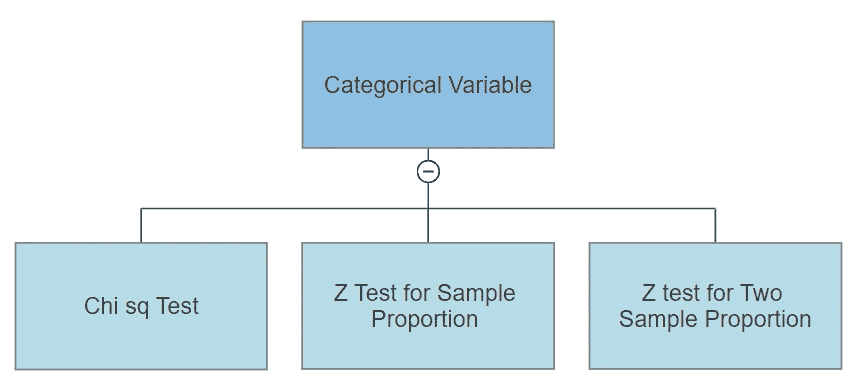 Categorical Variable
Chi sq Test
Z Test for Sample
Proportion
Z test for Two
Sample Proportion